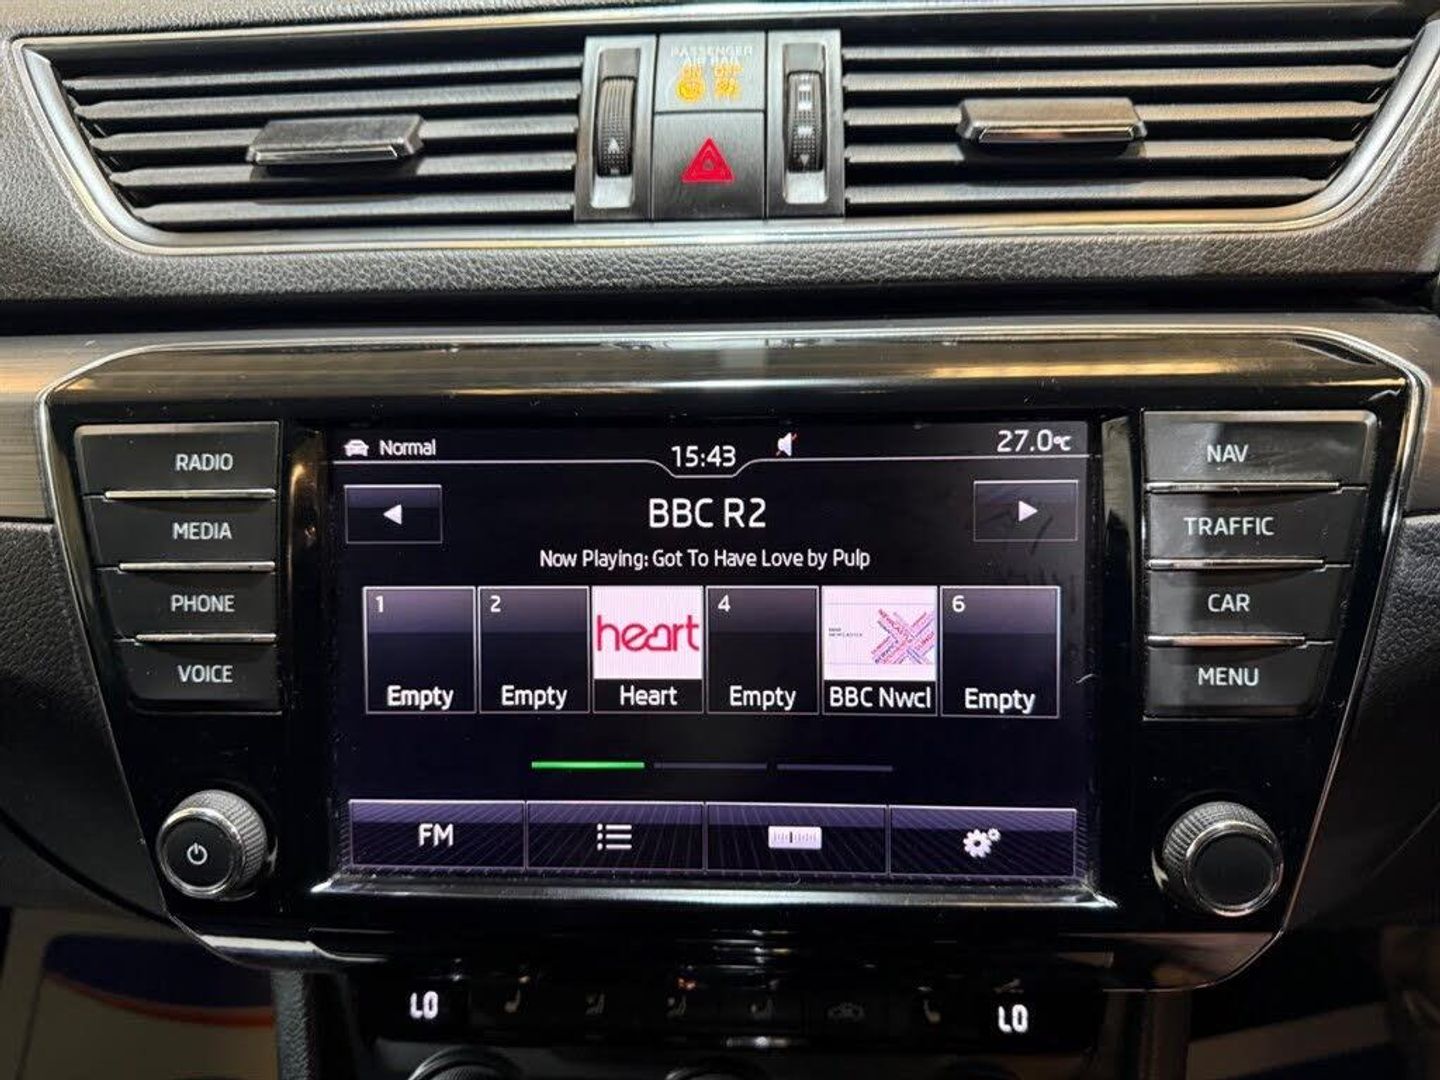 PASSENGER
AIR BAG
ON OFF
RADIO
MEDIA
PHONE
VOICE
Normal
15:43
27.0°C
BBC R2
Now Playing: Got To Have Love by Pulp
1
Empty
2
Empty
heart
Heart
4
Empty
BBC Nwcl
6
Empty
FM
NAV
TRAFFIC
CAR
MENU
LO
LO